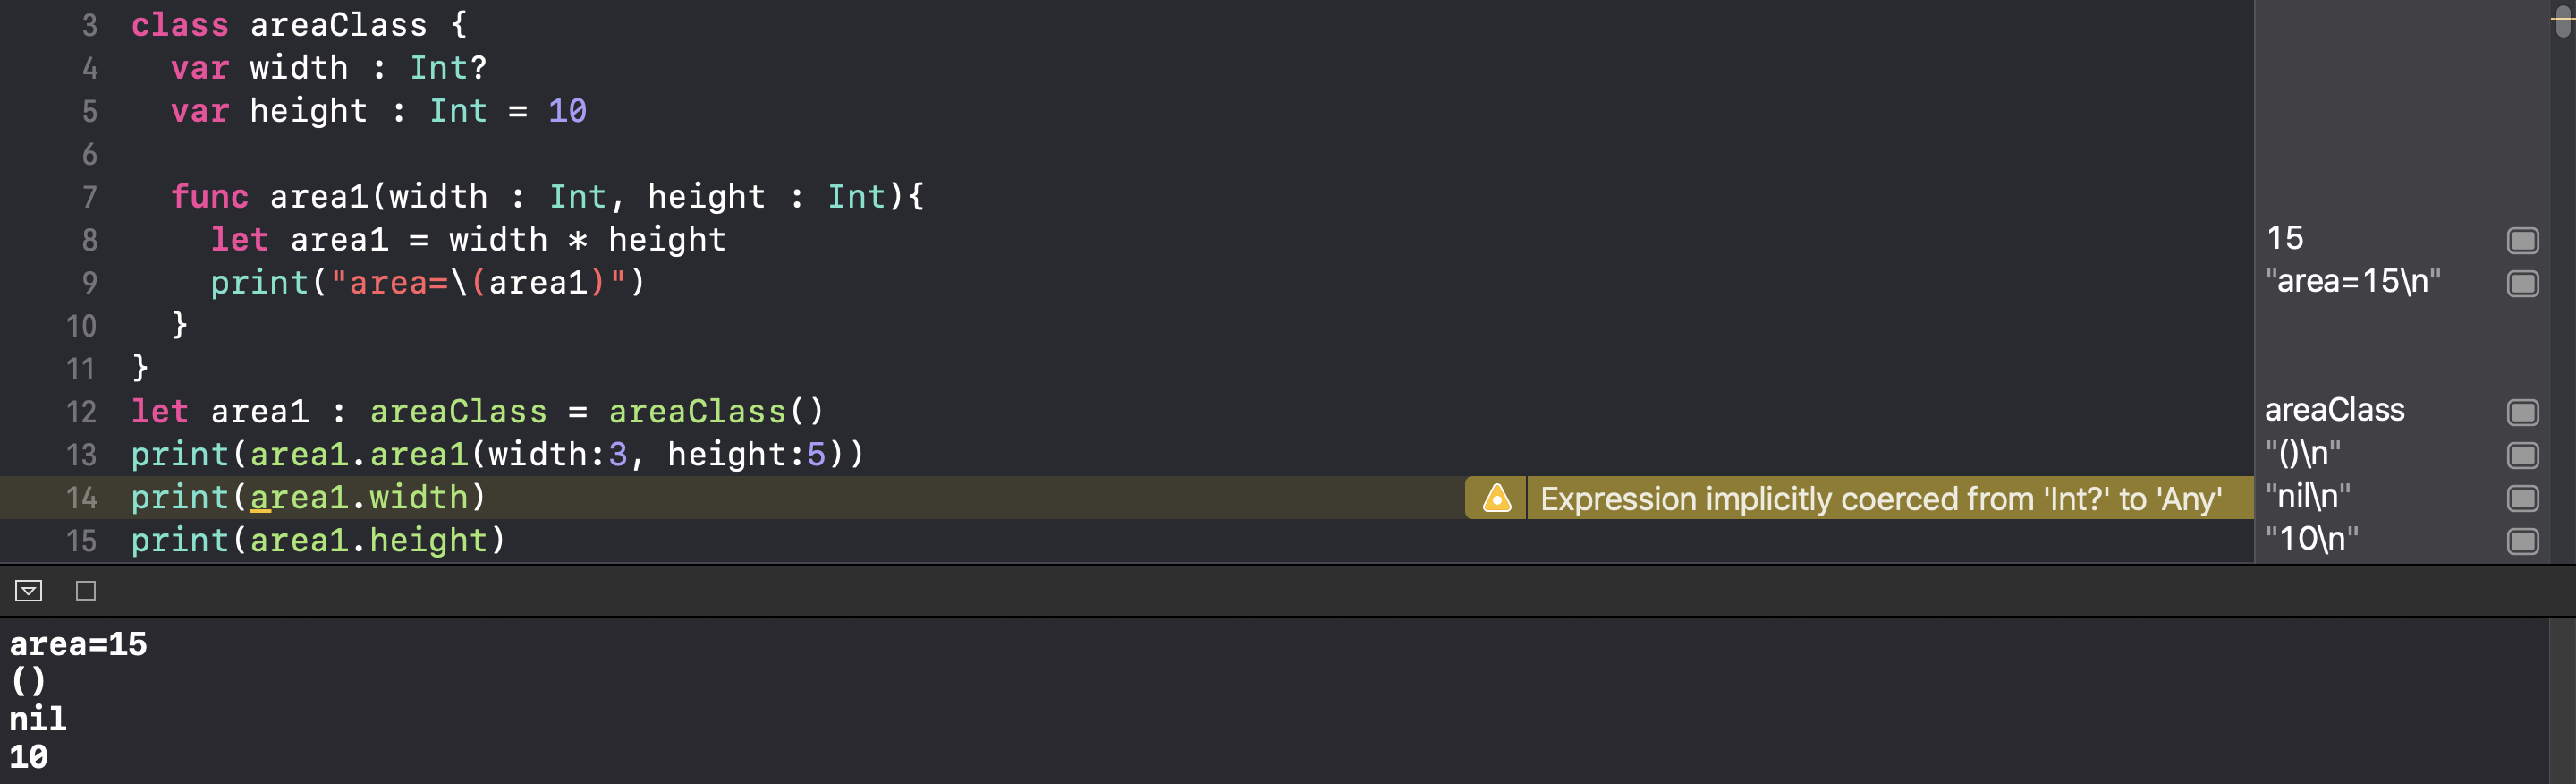 3 class areaClass {
4 var width : Int?
5 var height : Int = 10
6
7 func area1(width : Int, height : Int){
8 let area1 = width * height 15
9 print("area=\(area1)") "area=15\n"
10 }
11 }
12 let area1 : areaClass = areaClass() areaClass
13 print(area1.area1(width:3, height:5)) "()\n"
14 print(area1.width) Expression implicitly coerced from 'Int?' to 'Any' "nil\n"
15 print(area1.height) "10\n"
area=15
()
nil
10